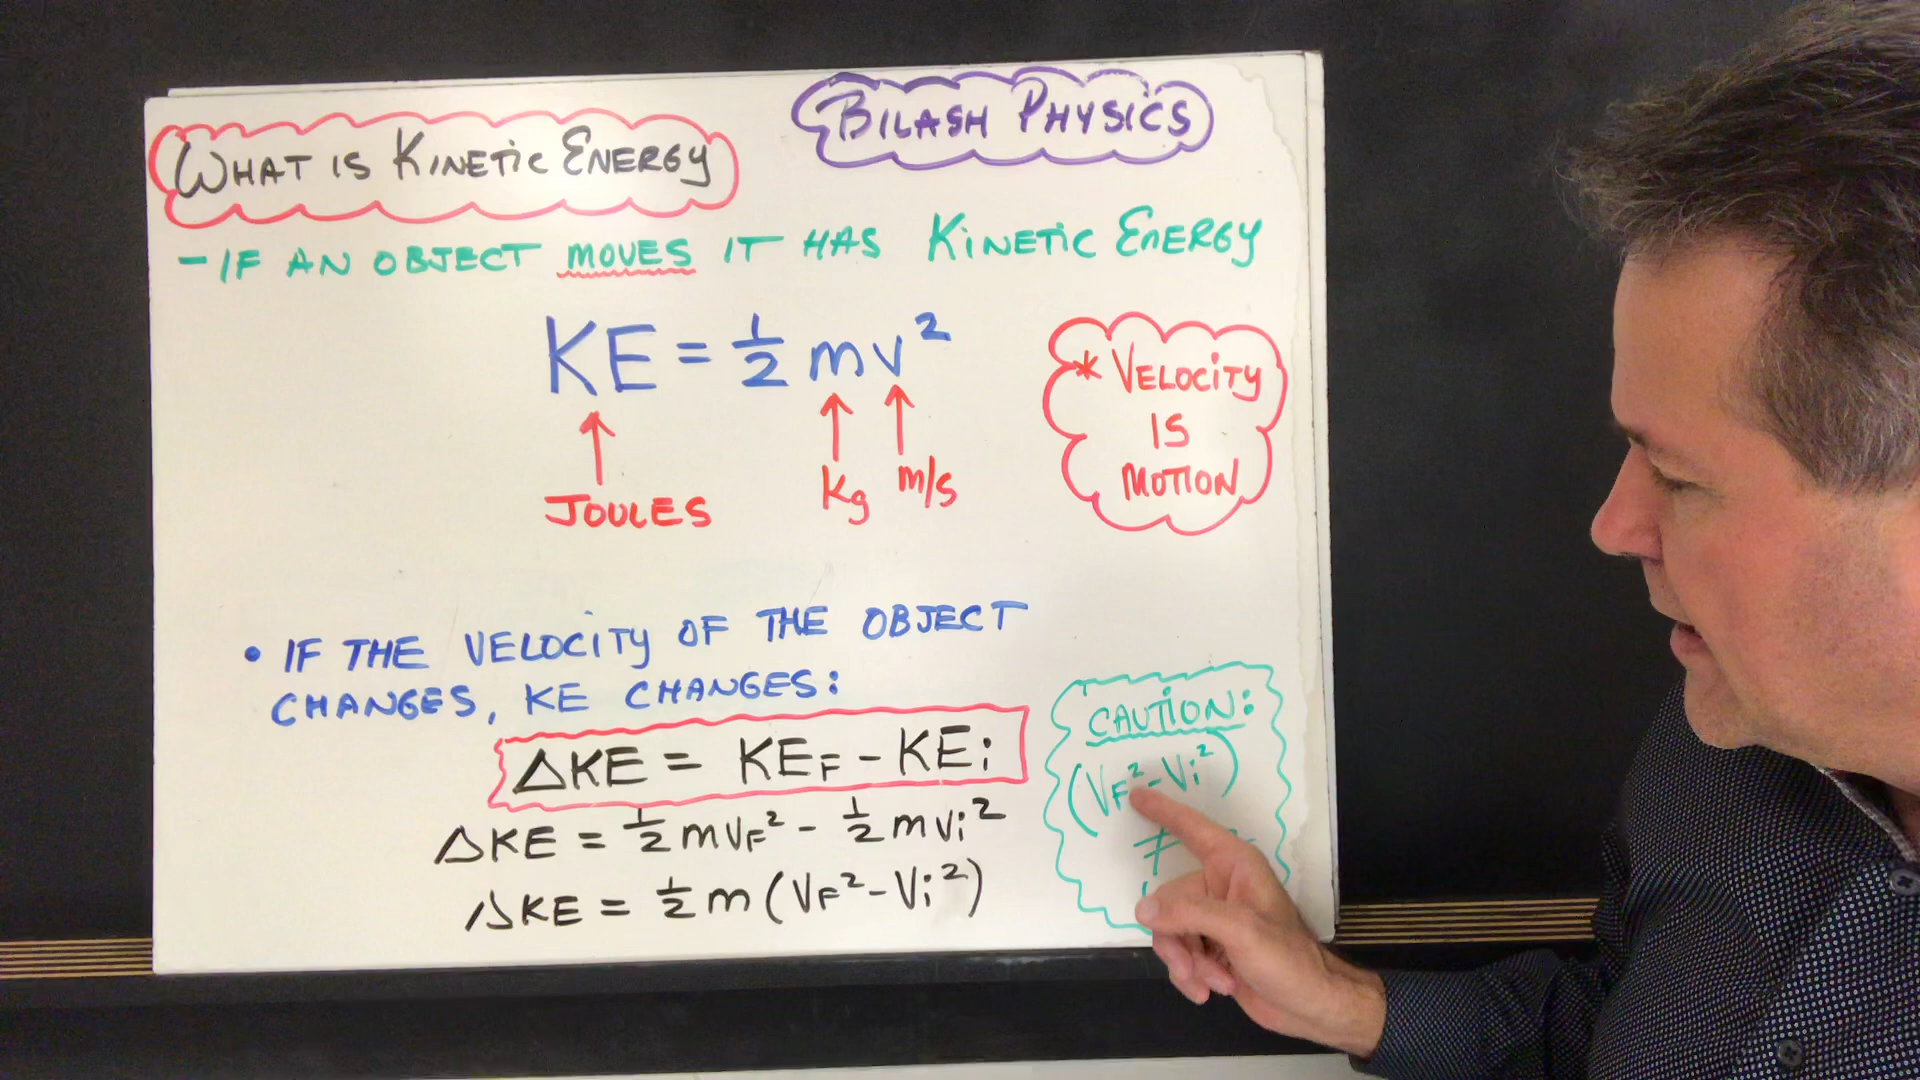 WHAT IS KINETIC ENERGY
BILASH PHYSICS
- IF AN OBJECT MOVES IT HAS KINETIC ENERGY
KE = 1/2 mv²
JOULES
Kg
m/s
* VELOCITY
IS
MOTION
• IF THE VELOCITY OF THE OBJECT
CHANGES, KE CHANGES:
ΔKE = KEF - KEi
ΔKE = 1/2 mVF² - 1/2 mVi²
ΔKE = 1/2 m (VF² - Vi²)
CAUTION:
(VF² - Vi²)
≠